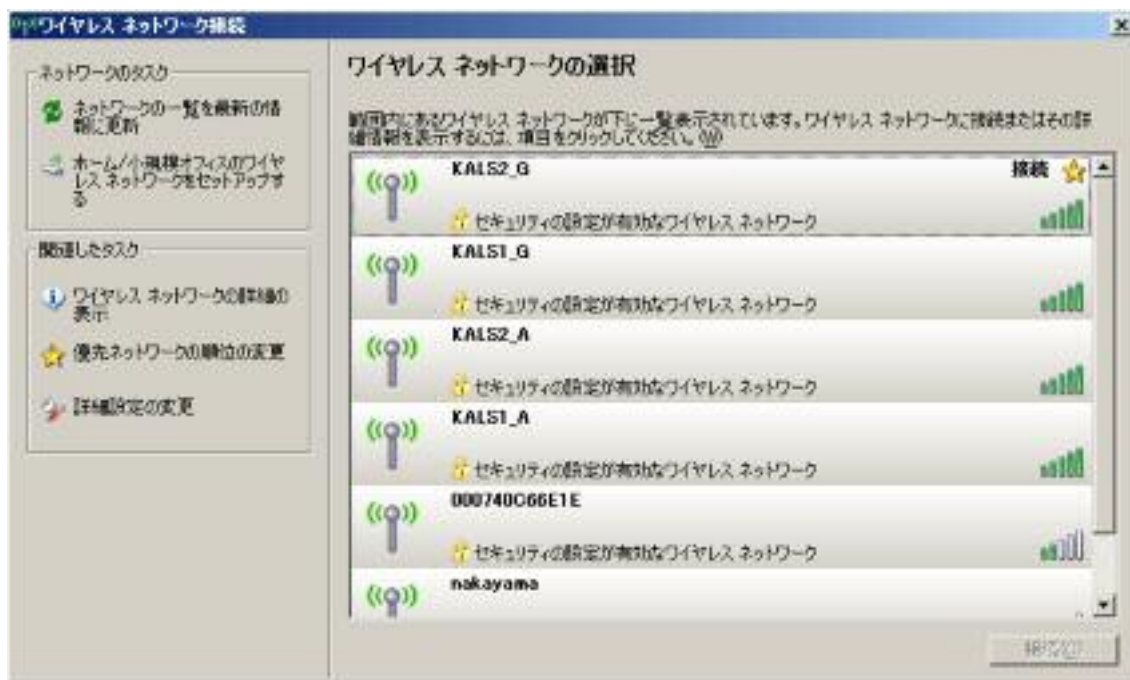 ワイヤレス ネットワーク接続
ネットワークのタスク
ネットワークの一覧を最新の情
報に更新
ホーム/小規模オフィスのワイヤ
レス ネットワークをセットアップす
る
関連したタスク
ワイヤレス ネットワークの詳細の
表示
優先ネットワークの順位の変更
詳細設定の変更
ワイヤレス ネットワークの選択
範囲内にあるワイヤレス ネットワークが下に一覧表示されています。ワイヤレス ネットワークに接続またはその詳
細情報を表示するには、項目をクリックしてください。(W)
KALS2_G
接続
セキュリティの設定が有効なワイヤレス ネットワーク
KALS1_G
セキュリティの設定が有効なワイヤレス ネットワーク
KALS2_A
セキュリティの設定が有効なワイヤレス ネットワーク
KALS1_A
セキュリティの設定が有効なワイヤレス ネットワーク
000740C66E1E
セキュリティの設定が有効なワイヤレス ネットワーク
nakayama